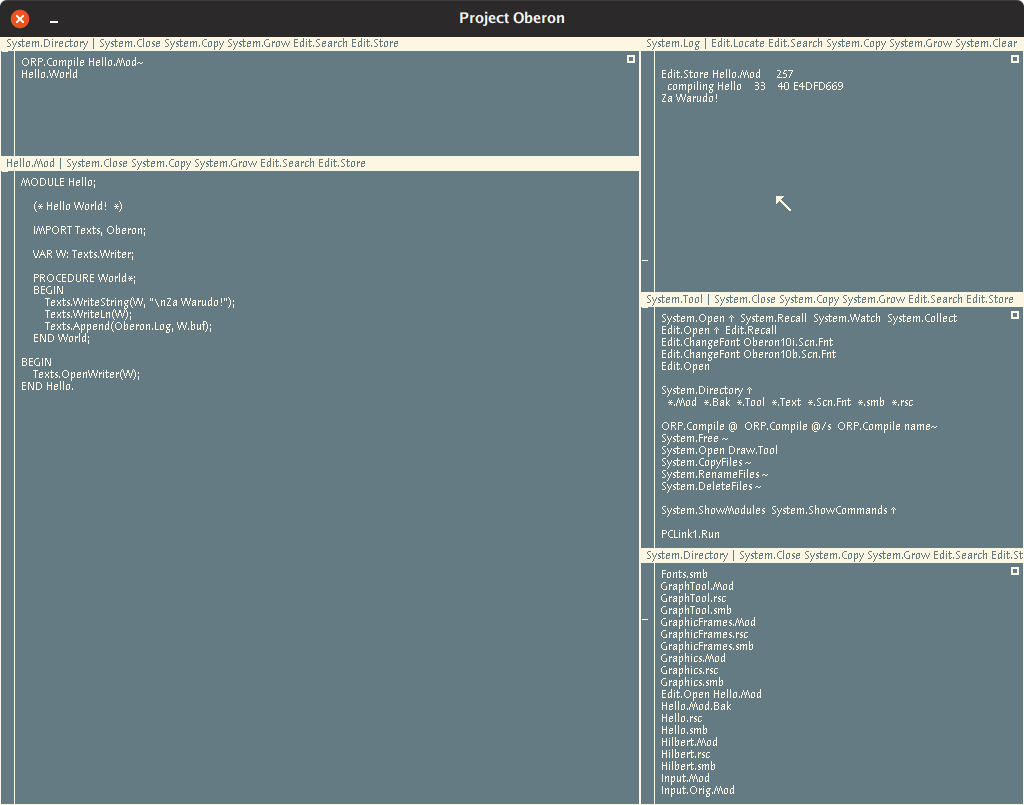 Project Oberon
System.Directory | System.Close System.Copy System.Grow Edit.Search Edit.Store
ORP.Compile Hello.Mod~
Hello.World
Hello.Mod | System.Close System.Copy System.Grow Edit.Search Edit.Store
MODULE Hello;
(* Hello World! *)
IMPORT Texts, Oberon;
VAR W: Texts.Writer;
PROCEDURE World*;
BEGIN
Texts.WriteString(W, "\nZa Warudo!");
Texts.WriteLn(W);
Texts.Append(Oberon.Log, W.buf);
END World;
BEGIN
Texts.OpenWriter(W);
END Hello.
System.Log | Edit.Locate Edit.Search System.Copy System.Grow System.Clear
Edit.Store Hello.Mod 257
compiling Hello 33 40 E4DFD669
Za Warudo!
System.Tool | System.Close System.Copy System.Grow Edit.Search Edit.Store
System.Open ↑ System.Recall System.Watch System.Collect
Edit.Open ↑ Edit.Recall
Edit.ChangeFont Oberon10i.Scn.Fnt
Edit.ChangeFont Oberon10b.Scn.Fnt
Edit.Open
System.Directory ↑
*.Mod *.Bak *.Tool *.Text *.Scn.Fnt *.smb *.rsc
ORP.Compile @ ORP.Compile @/s ORP.Compile name~
System.Free ~
System.Open Draw.Tool
System.CopyFiles ~
System.RenameFiles ~
System.DeleteFiles ~
System.ShowModules System.ShowCommands ↑
PCLink1.Run
System.Directory | System.Close System.Copy System.Grow Edit.Search Edit.St
Fonts.smb
GraphTool.Mod
GraphTool.rsc
GraphTool.smb
GraphicFrames.Mod
GraphicFrames.rsc
GraphicFrames.smb
Graphics.Mod
Graphics.rsc
Graphics.smb
Edit.Open Hello.Mod
Hello.Mod.Bak
Hello.rsc
Hello.smb
Hilbert.Mod
Hilbert.rsc
Hilbert.smb
Input.Mod
Input.Orig.Mod